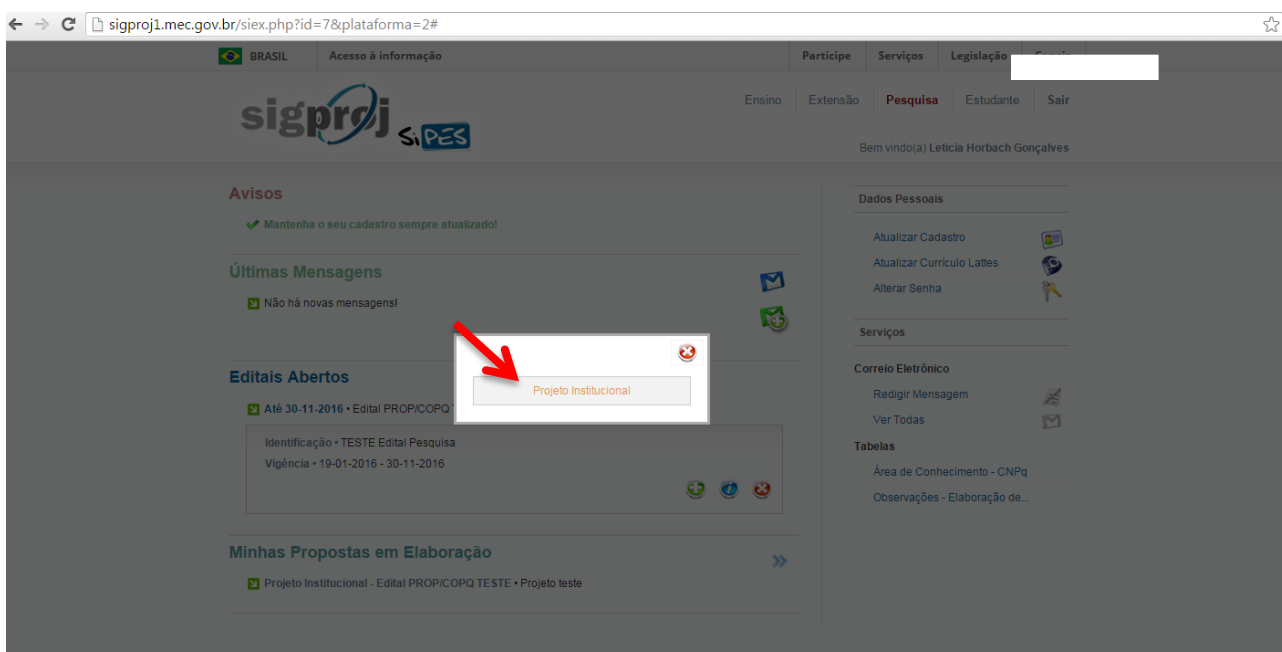 sigproj1.mec.gov.br/siex.php?id=7&plataforma=2#
BRASIL Acesso à informação Participe Serviços Legislação
Ensino Extensão Pesquisa Estudante Sair
sigproj SiPES
Bem vindo(a) Leticia Horbach Gonçalves
Avisos
Mantenha o seu cadastro sempre atualizado!
Últimas Mensagens
Não há novas mensagens!
Editais Abertos
Até 30-11-2016 • Edital PROP/COPQ
Identificação • TESTE Edital Pesquisa
Vigência • 19-01-2016 - 30-11-2016
Minhas Propostas em Elaboração
Projeto Institucional - Edital PROP/COPQ TESTE • Projeto teste
Projeto Institucional
Dados Pessoais
Atualizar Cadastro
Atualizar Currículo Lattes
Alterar Senha
Serviços
Correio Eletrônico
Redigir Mensagem
Ver Todas
Tabelas
Área de Conhecimento - CNPq
Observações - Elaboração de...